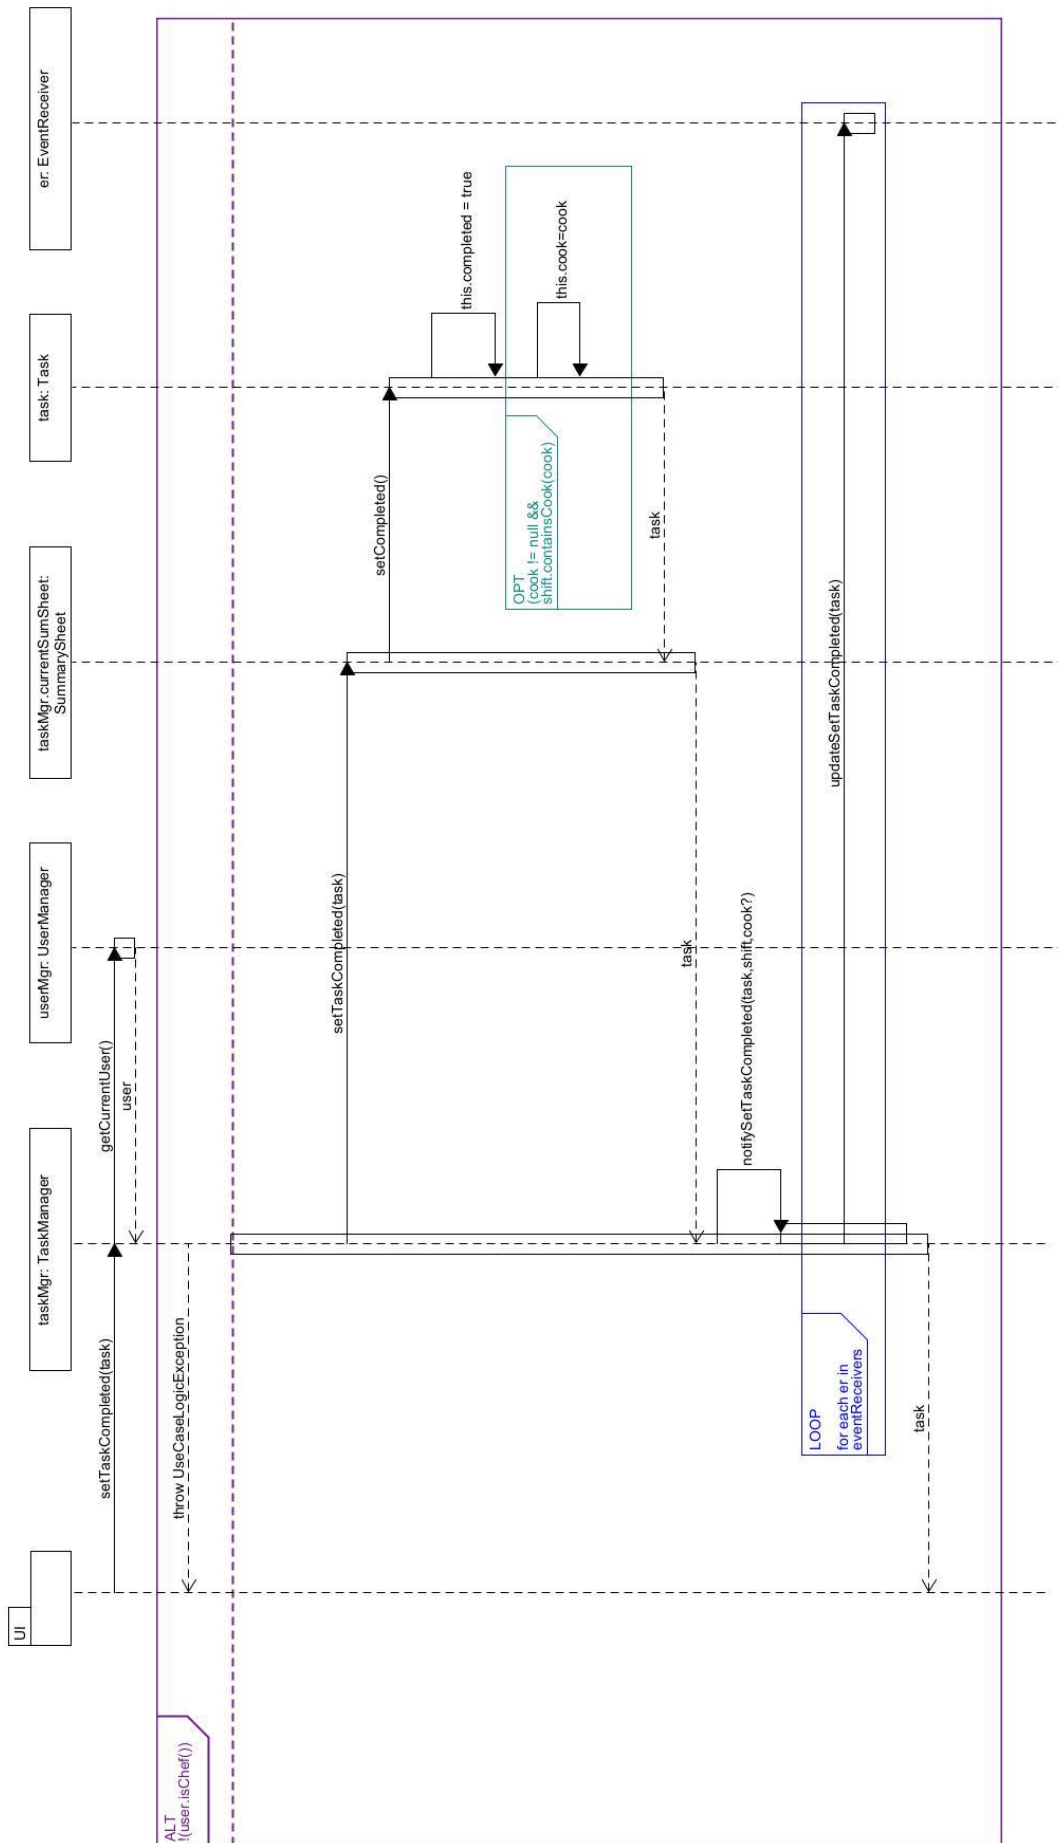 UI
taskMgr: TaskManager
userMgr: UserManager
taskMgr.currentSumSheet:
SummarySheet
task: Task
er: EventReceiver
setTaskCompleted(task)
getCurrentUser()
user
ALT
!(user.isChef())
throw UseCaseLogicException
setTaskCompleted(task)
setCompleted()
this.completed = true
OPT
(cook != null &&
shift.containsCook(cook)
this.cook=cook
task
task
notifySetTaskCompleted(task,shift,cook?)
LOOP
for each er in
eventReceivers
updateSetTaskCompleted(task)
task